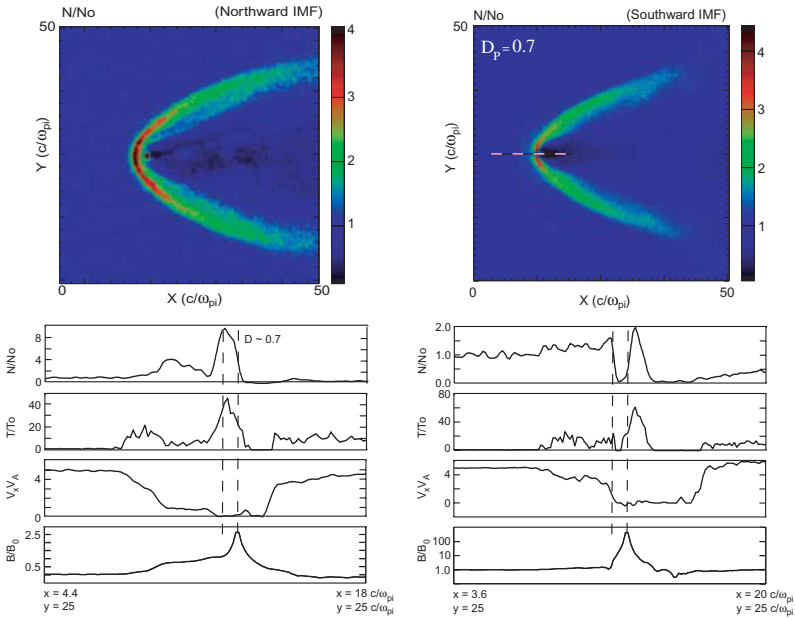 N/No (Northward IMF)
50
Y (c/ωpi)
0
0 50
X (c/ωpi)
4
3
2
1
N/No (Southward IMF)
DP = 0.7
50
Y (c/ωpi)
0
0 50
X (c/ωpi)
4
3
2
1
N/No
8
4
0
D ~ 0.7
T/To
40
20
0
VxVA
4
0
B/B0
2.5
0.5
x = 4.4 x = 18 c/ωpi
y = 25 y = 25 c/ωpi
N/No
2.0
1.0
0.0
T/To
80
40
0
VxVA
4
0
B/B0
100
10
1.0
x = 3.6 x = 20 c/ωpi
y = 25 y = 25 c/ωpi